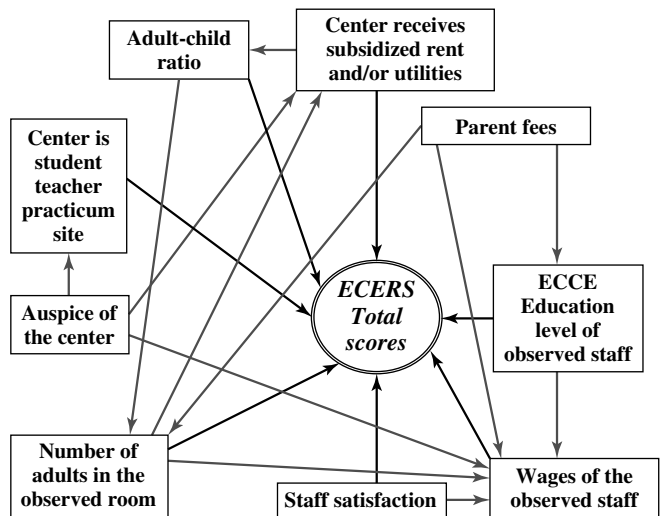 Adult-child
ratio
Center receives
subsidized rent
and/or utilities
Parent fees
Center is
student
teacher
practicum
site
ECERS
Total
scores
ECCE
Education
level of
observed staff
Auspice of
the center
Number of
adults in the
observed room
Staff satisfaction
Wages of the
observed staff